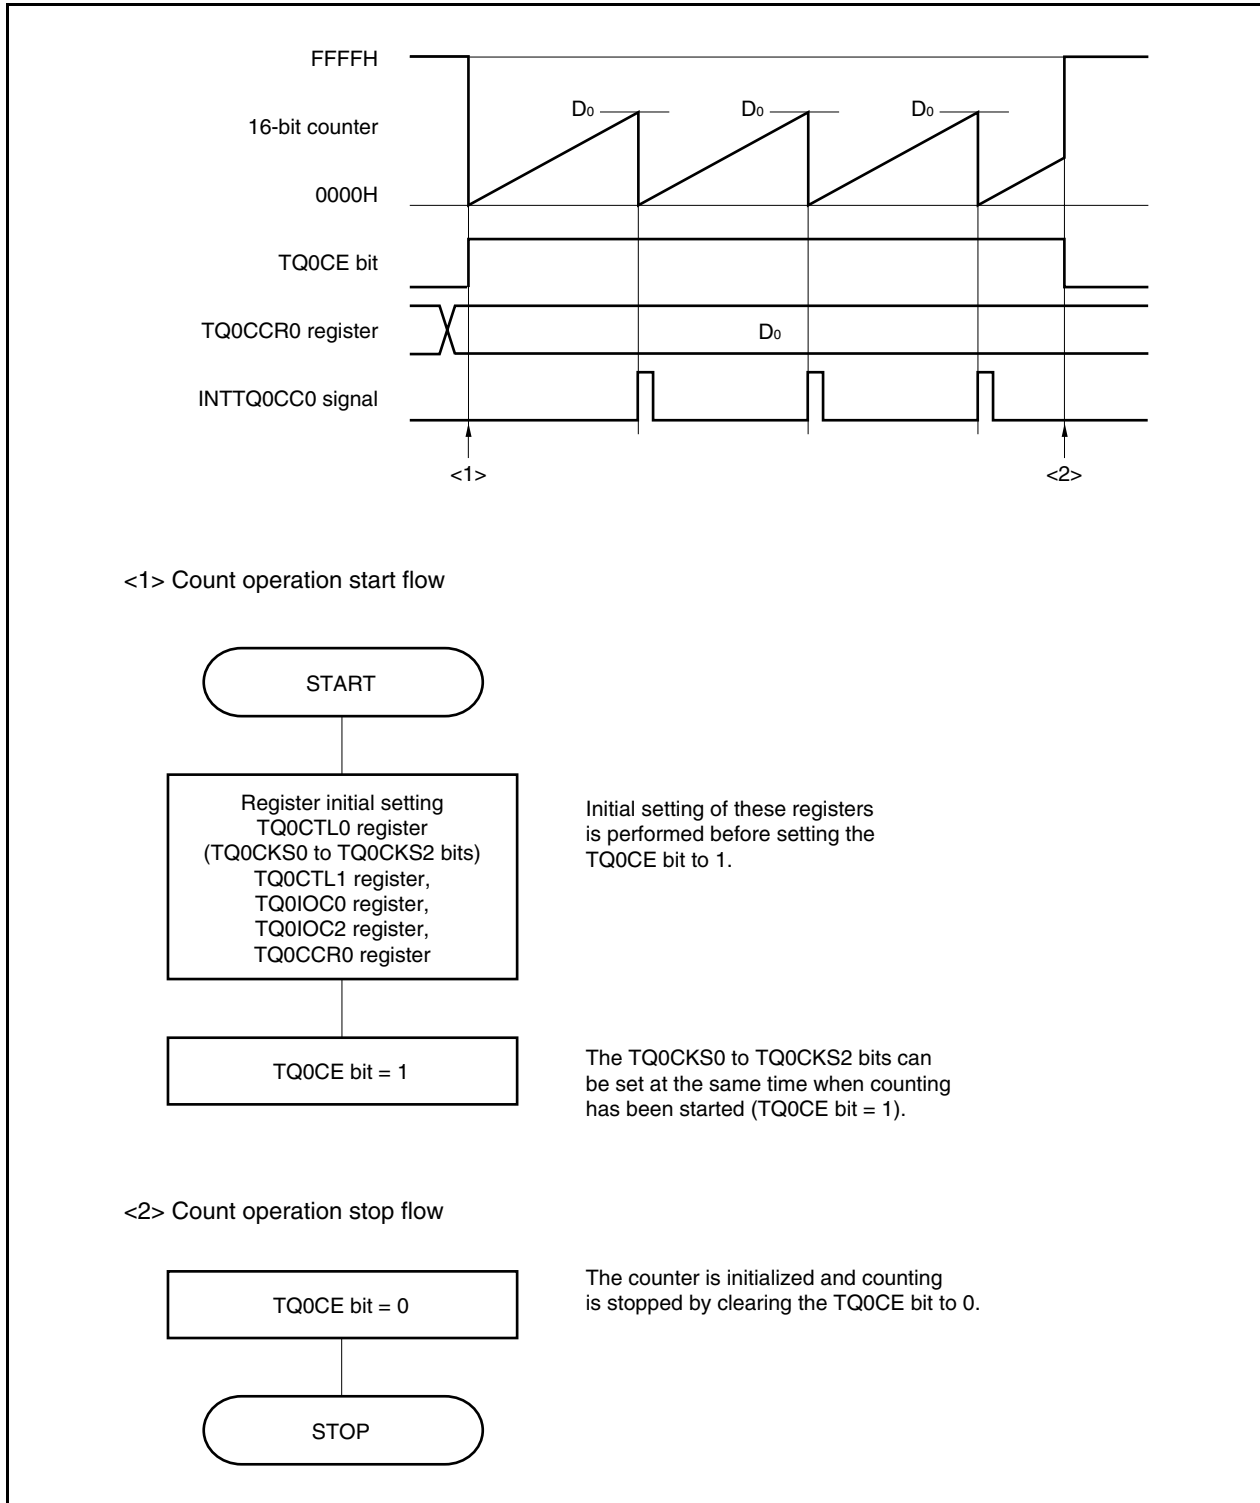 FFFFH
D0 D0 D0
16-bit counter
0000H
TQ0CE bit
TQ0CCR0 register
D0
INTTQ0CC0 signal
<1> <2>
<1> Count operation start flow
START
Register initial setting
TQ0CTL0 register
(TQ0CKS0 to TQ0CKS2 bits)
TQ0CTL1 register,
TQ0IOC0 register,
TQ0IOC2 register,
TQ0CCR0 register
Initial setting of these registers
is performed before setting the
TQ0CE bit to 1.
TQ0CE bit = 1
The TQ0CKS0 to TQ0CKS2 bits can
be set at the same time when counting
has been started (TQ0CE bit = 1).
<2> Count operation stop flow
TQ0CE bit = 0
The counter is initialized and counting
is stopped by clearing the TQ0CE bit to 0.
STOP